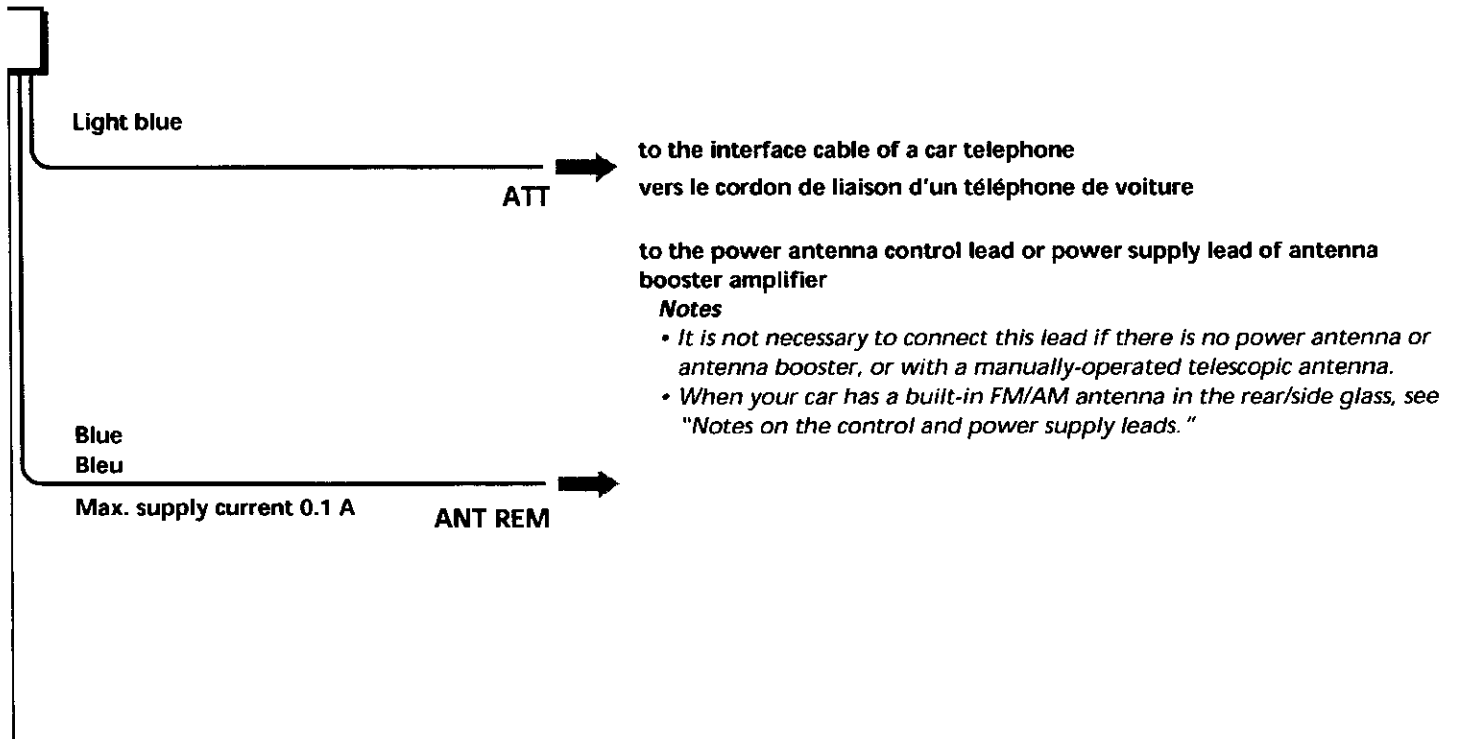 Light blue
ATT
to the interface cable of a car telephone
vers le cordon de liaison d'un téléphone de voiture
to the power antenna control lead or power supply lead of antenna
booster amplifier
Notes
• It is not necessary to connect this lead if there is no power antenna or
antenna booster, or with a manually-operated telescopic antenna.
• When your car has a built-in FM/AM antenna in the rear/side glass, see
"Notes on the control and power supply leads."
Blue
Bleu
Max. supply current 0.1 A
ANT REM